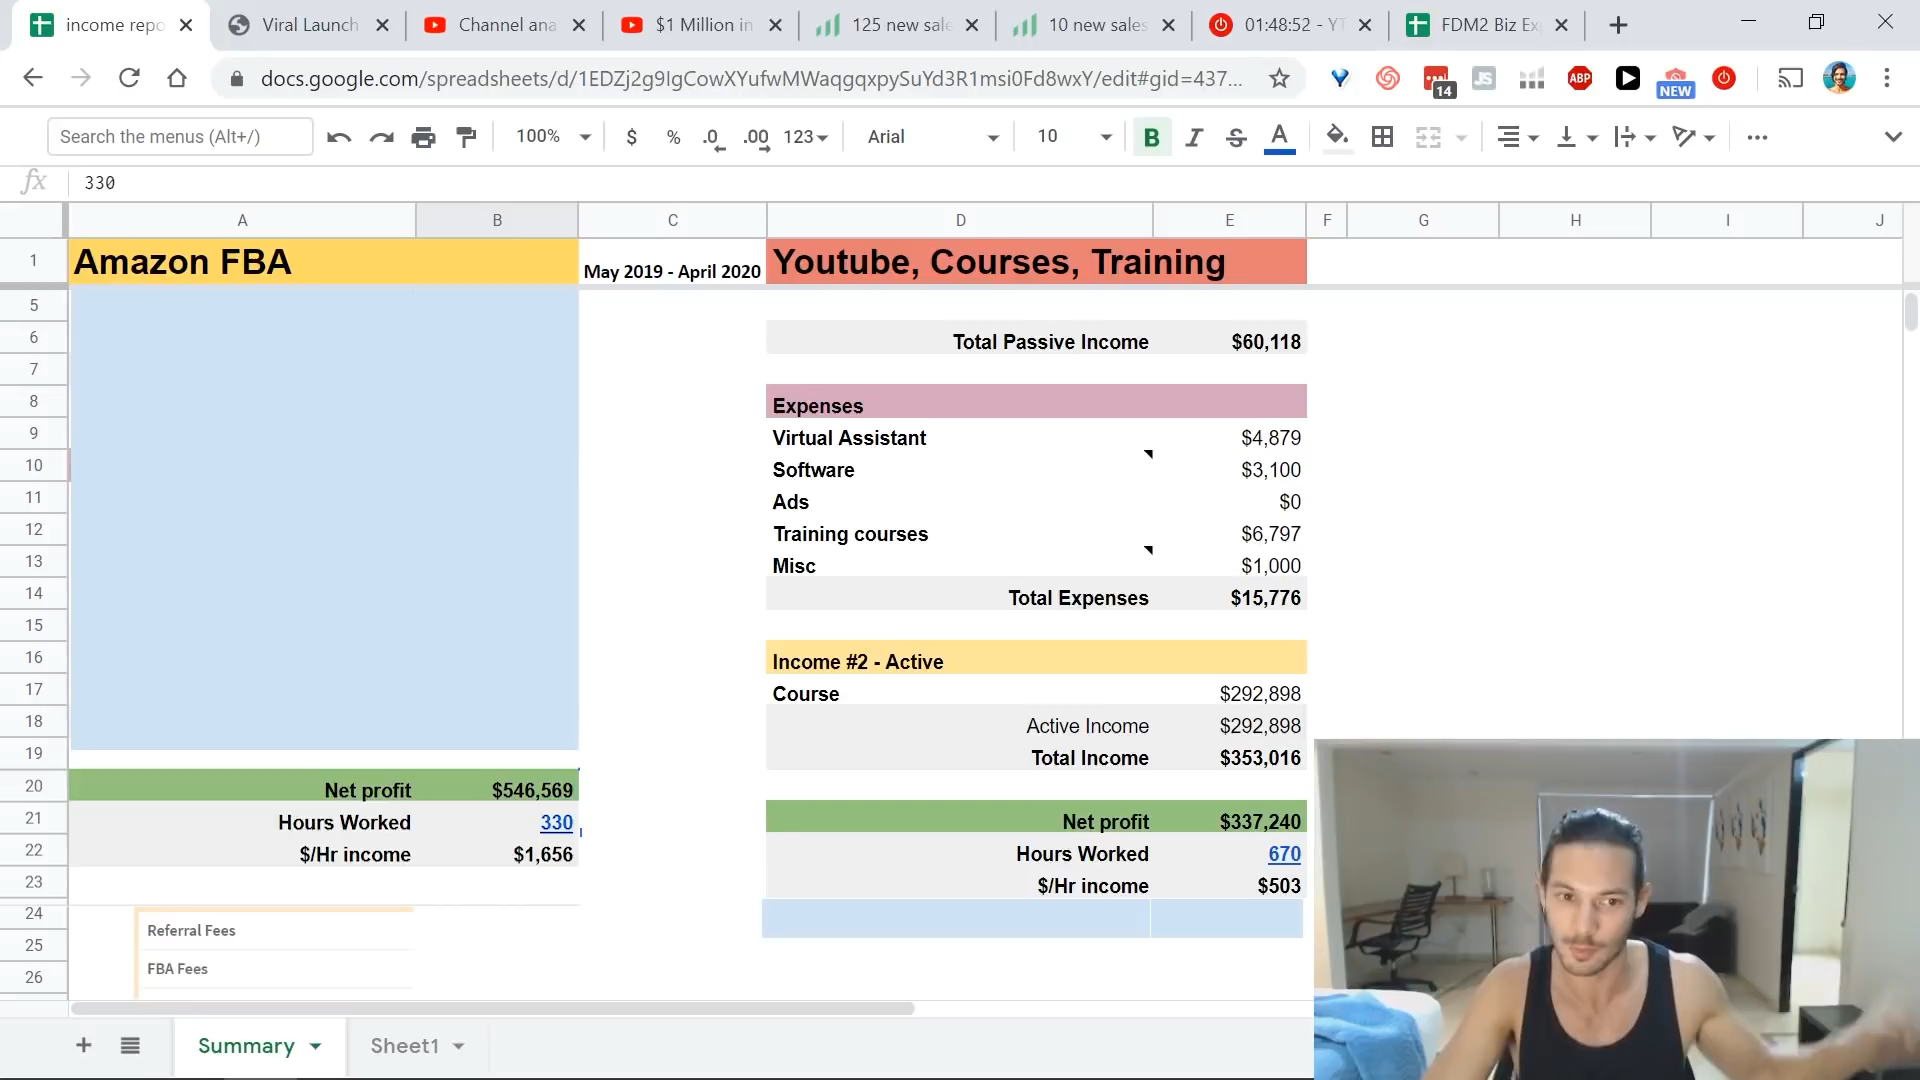 income repo
Viral Launch
Channel ana
$1 Million in
125 new sale
10 new sales
01:48:52 - YT
FDM2 Biz Ex
docs.google.com/spreadsheets/d/1EDZj2g9IgCowXYufwMWaqgqxpySuYd3R1msi0Fd8wxY/edit#gid=437...
14
JS
ABP
NEW
Search the menus (Alt+/)
100%
$
%
.0
.00
123
Arial
10
B
I
S
A
fx
330
A
B
C
D
E
F
G
H
I
J
1
Amazon FBA
May 2019 - April 2020
Youtube, Courses, Training
5
6
Total Passive Income
$60,118
7
8
Expenses
9
Virtual Assistant
$4,879
10
Software
$3,100
11
Ads
$0
12
Training courses
$6,797
13
Misc
$1,000
14
Total Expenses
$15,776
15
16
Income #2 - Active
17
Course
$292,898
18
Active Income
$292,898
19
Total Income
$353,016
20
Net profit
$546,569
Net profit
$337,240
21
Hours Worked
330
Hours Worked
670
22
$/Hr income
$1,656
$/Hr income
$503
23
24
Referral Fees
25
FBA Fees
26
Summary
Sheet1